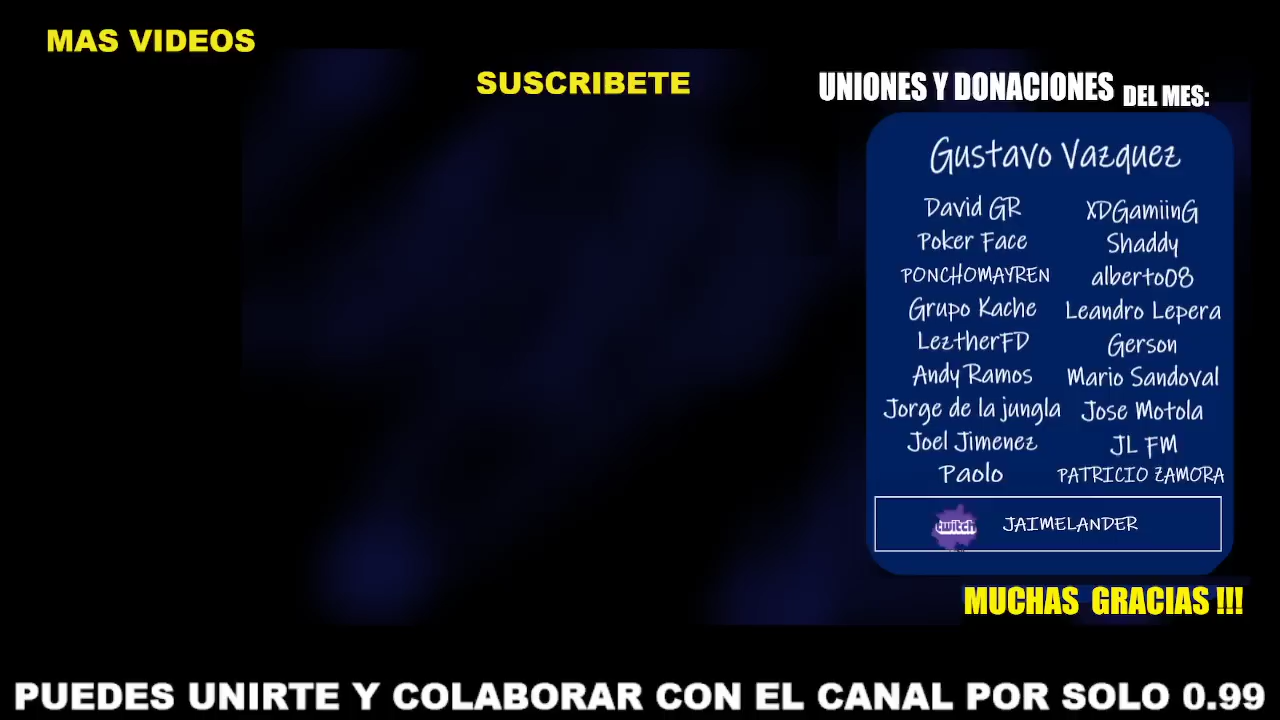 MAS VIDEOS
SUSCRIBETE
UNIONES Y DONACIONES DEL MES:
Gustavo Vazquez
David GR XDGamiinG
Poker Face Shaddy
PONCHOMAYREN alberto08
Grupo Kache Leandro Lepera
LeztherFD Gerson
Andy Ramos Mario Sandoval
Jorge de la jungla Jose Motola
Joel Jimenez JL FM
Paolo PATRICIO ZAMORA
twitch JAIMELANDER
MUCHAS GRACIAS !!!
PUEDES UNIRTE Y COLABORAR CON EL CANAL POR SOLO 0.99